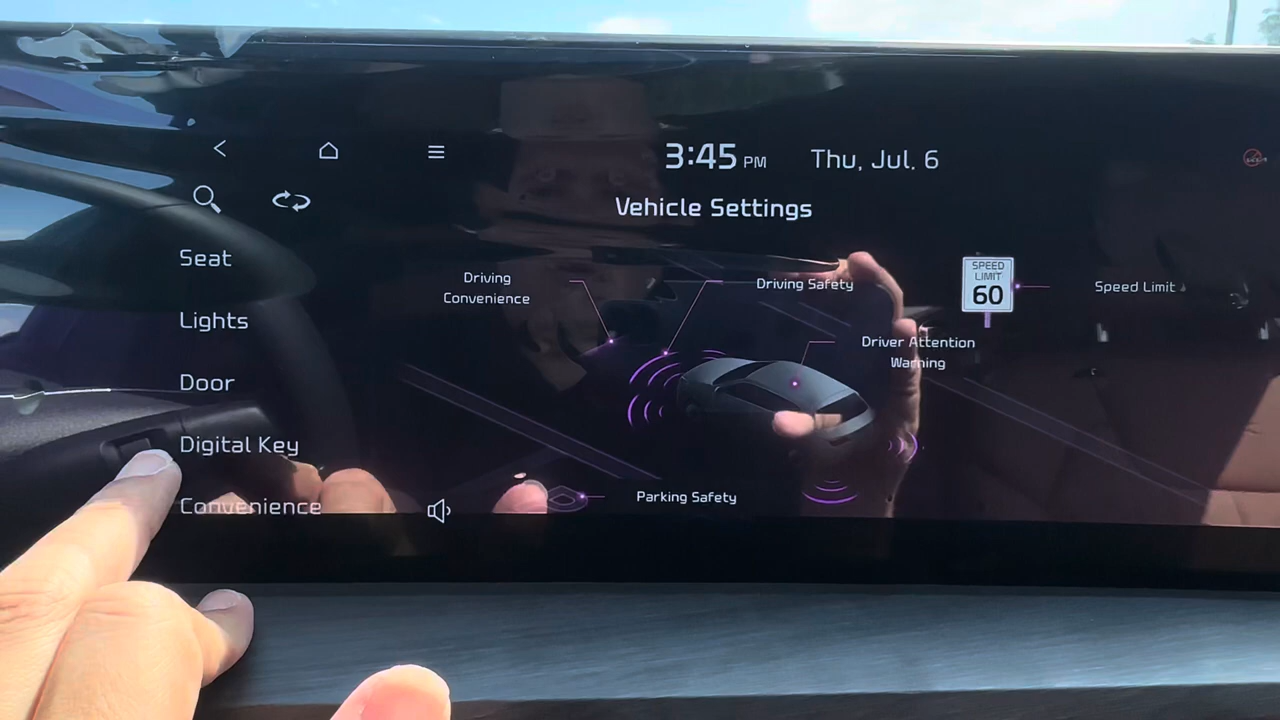 3:45 PM
Thu, Jul. 6
Vehicle Settings
Seat
Lights
Door
Digital Key
Convenience
Driving
Convenience
Driving Safety
SPEED
LIMIT
60
Speed Limit
Driver Attention
Warning
Parking Safety